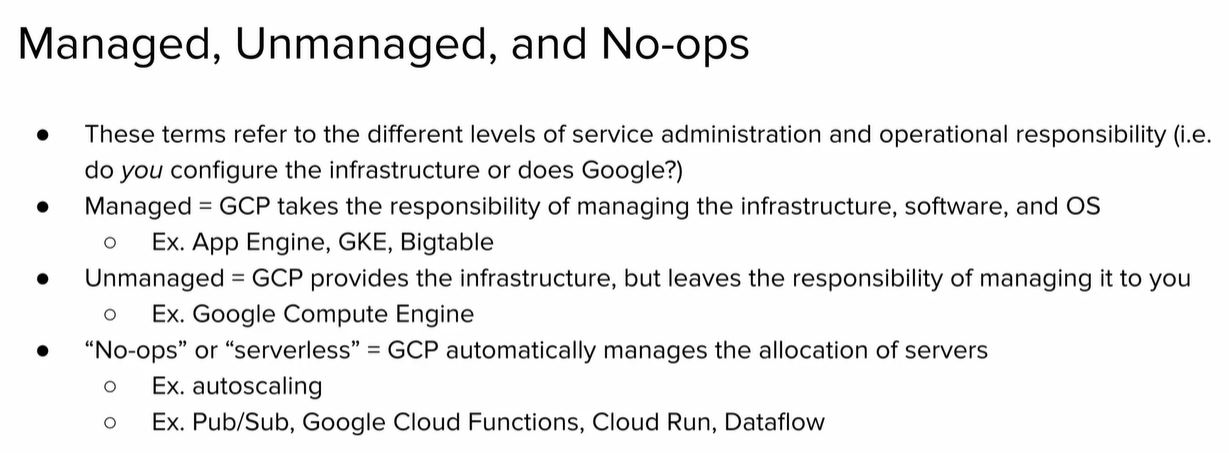 Managed, Unmanaged, and No-ops
● These terms refer to the different levels of service administration and operational responsibility (i.e.
do you configure the infrastructure or does Google?)
● Managed = GCP takes the responsibility of managing the infrastructure, software, and OS
○ Ex. App Engine, GKE, Bigtable
● Unmanaged = GCP provides the infrastructure, but leaves the responsibility of managing it to you
○ Ex. Google Compute Engine
● “No-ops” or “serverless” = GCP automatically manages the allocation of servers
○ Ex. autoscaling
○ Ex. Pub/Sub, Google Cloud Functions, Cloud Run, Dataflow